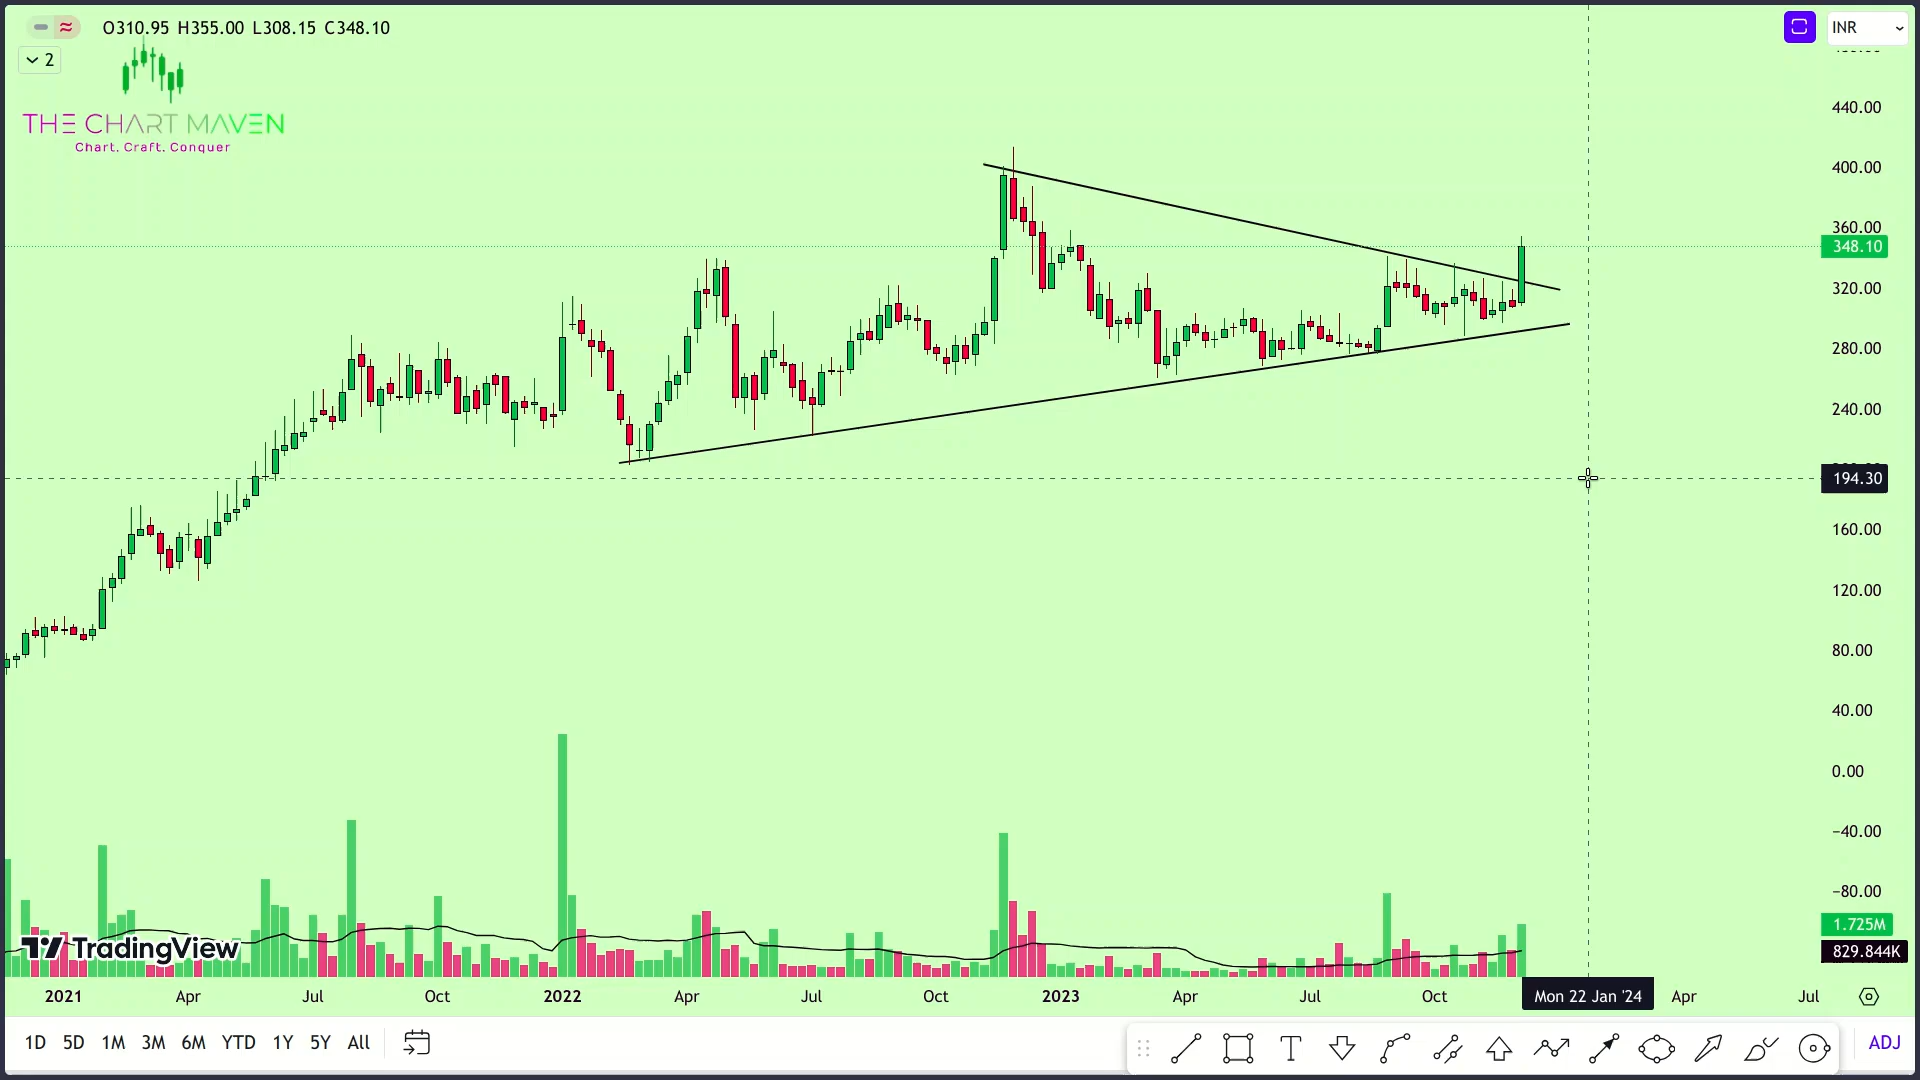 O310.95 H355.00 L308.15 C348.10
INR
2
THE CHART MAVEN
Chart. Craft. Conquer
440.00
400.00
360.00
348.10
320.00
280.00
240.00
194.30
160.00
120.00
80.00
40.00
0.00
−40.00
−80.00
1.725M
829.844K
TradingView
2021 Apr Jul Oct 2022 Apr Jul Oct 2023 Apr Jul Oct Mon 22 Jan '24 Apr Jul
1D 5D 1M 3M 6M YTD 1Y 5Y All
ADJ